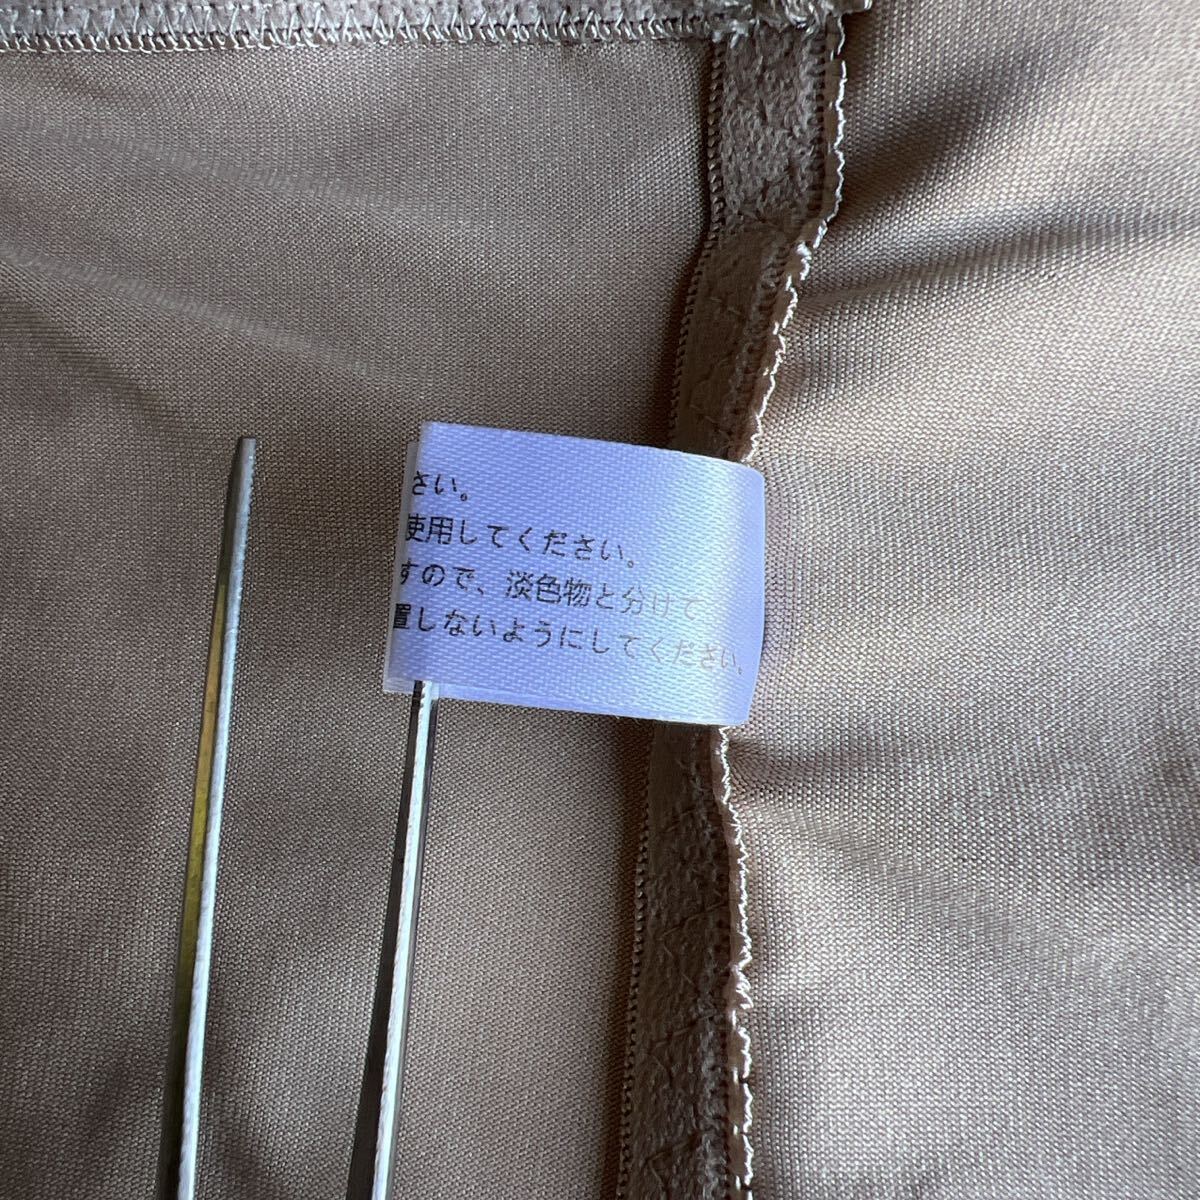 さい。
使用してください。
すので、淡色物と分けて
置しないようにしてください。